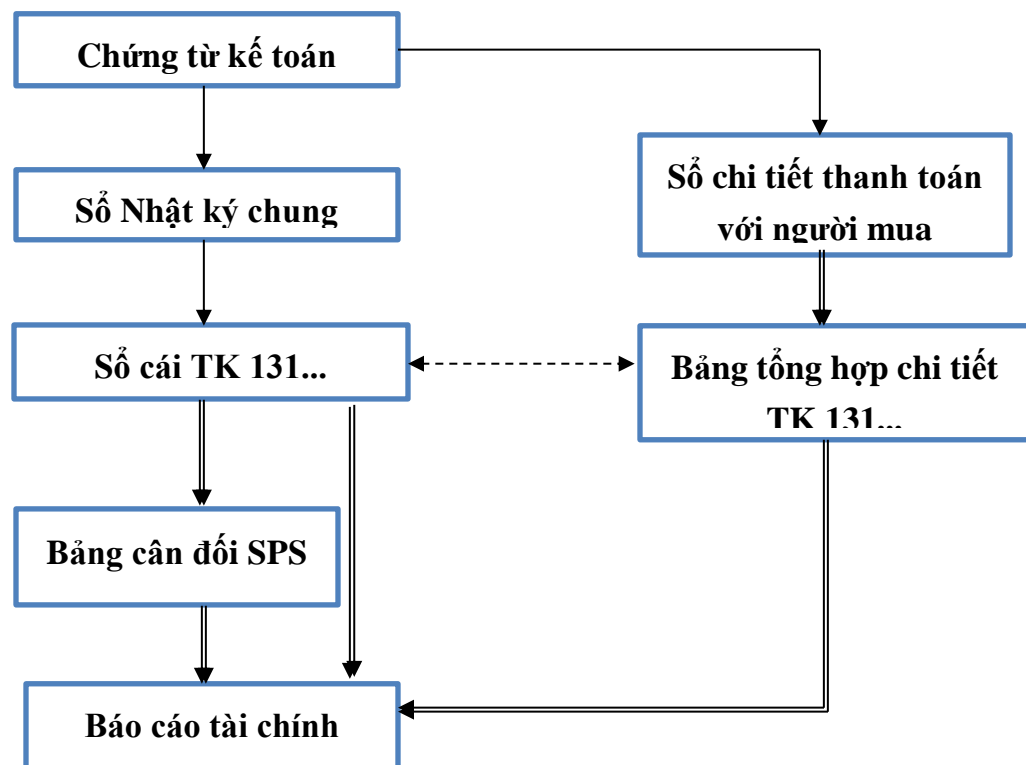 Chứng từ kế toán
Sổ Nhật ký chung
Sổ chi tiết thanh toán
với người mua
Sổ cái TK 131...
Bảng tổng hợp chi tiết
TK 131...
Bảng cân đối SPS
Báo cáo tài chính